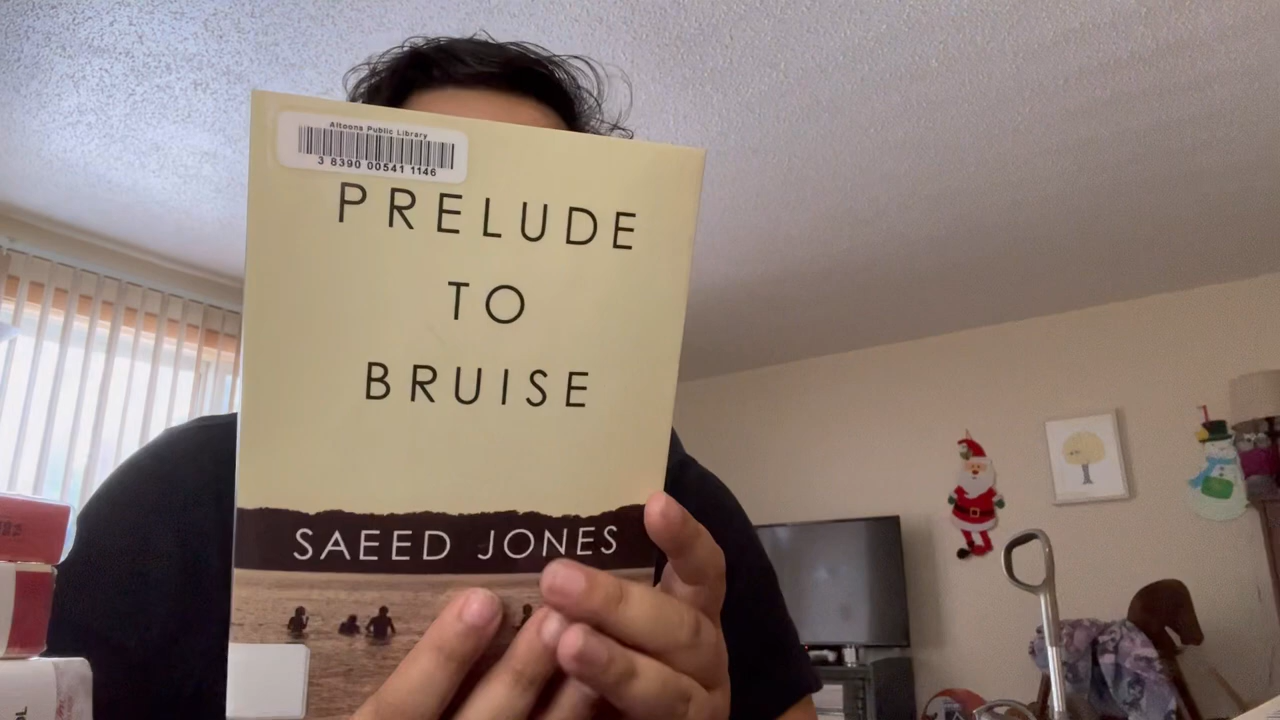 Altoona Public Library
3 8390 00541 1146
PRELUDE
TO
BRUISE
SAEED JONES